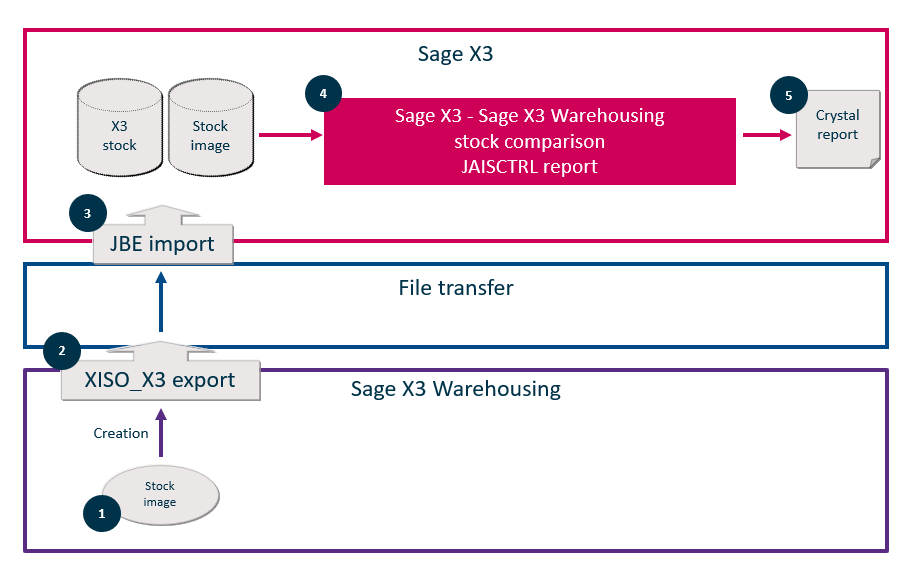 Sage X3
4
5
X3
stock
Stock
image
Sage X3 - Sage X3 Warehousing
stock comparison
JAISCTRL report
Crystal
report
3
JBE import
File transfer
2
XISO_X3 export
Sage X3 Warehousing
Creation
Stock
image
1